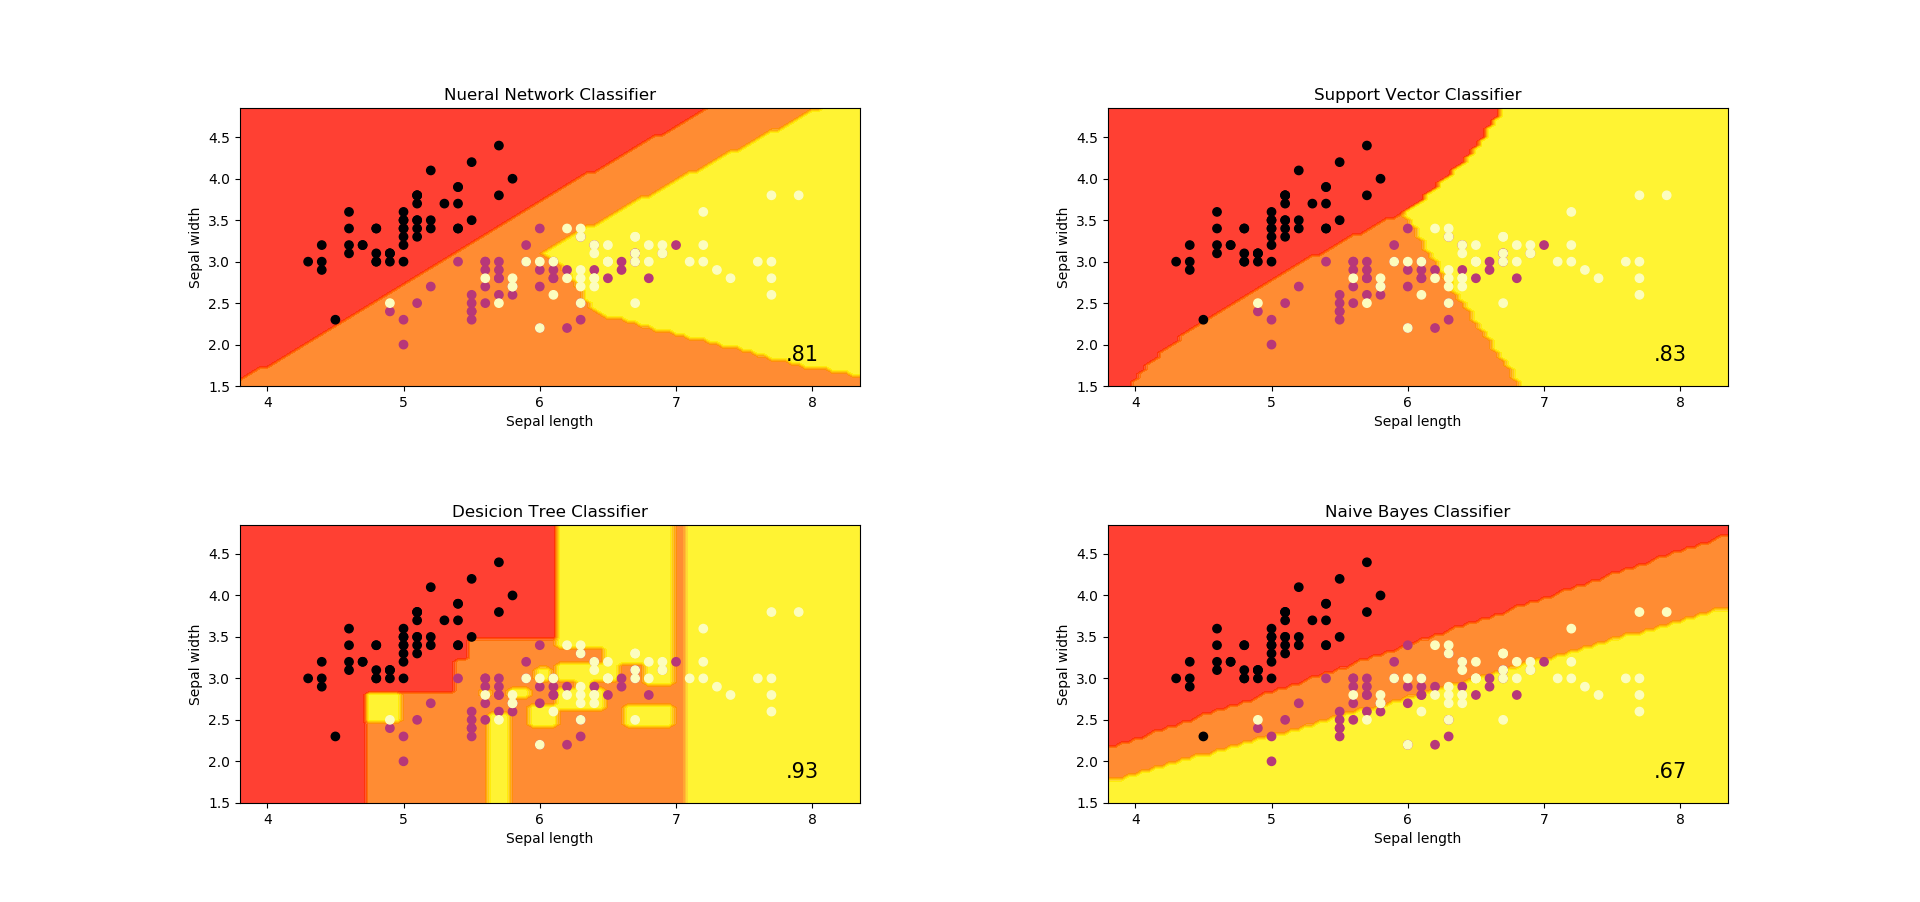 Nueral Network Classifier
Sepal width
4.5
4.0
3.5
3.0
2.5
2.0
1.5
.81
4 5 6 7 8
Sepal length
Support Vector Classifier
Sepal width
4.5
4.0
3.5
3.0
2.5
2.0
1.5
.83
4 5 6 7 8
Sepal length
Desicion Tree Classifier
Sepal width
4.5
4.0
3.5
3.0
2.5
2.0
1.5
.93
4 5 6 7 8
Sepal length
Naive Bayes Classifier
Sepal width
4.5
4.0
3.5
3.0
2.5
2.0
1.5
.67
4 5 6 7 8
Sepal length